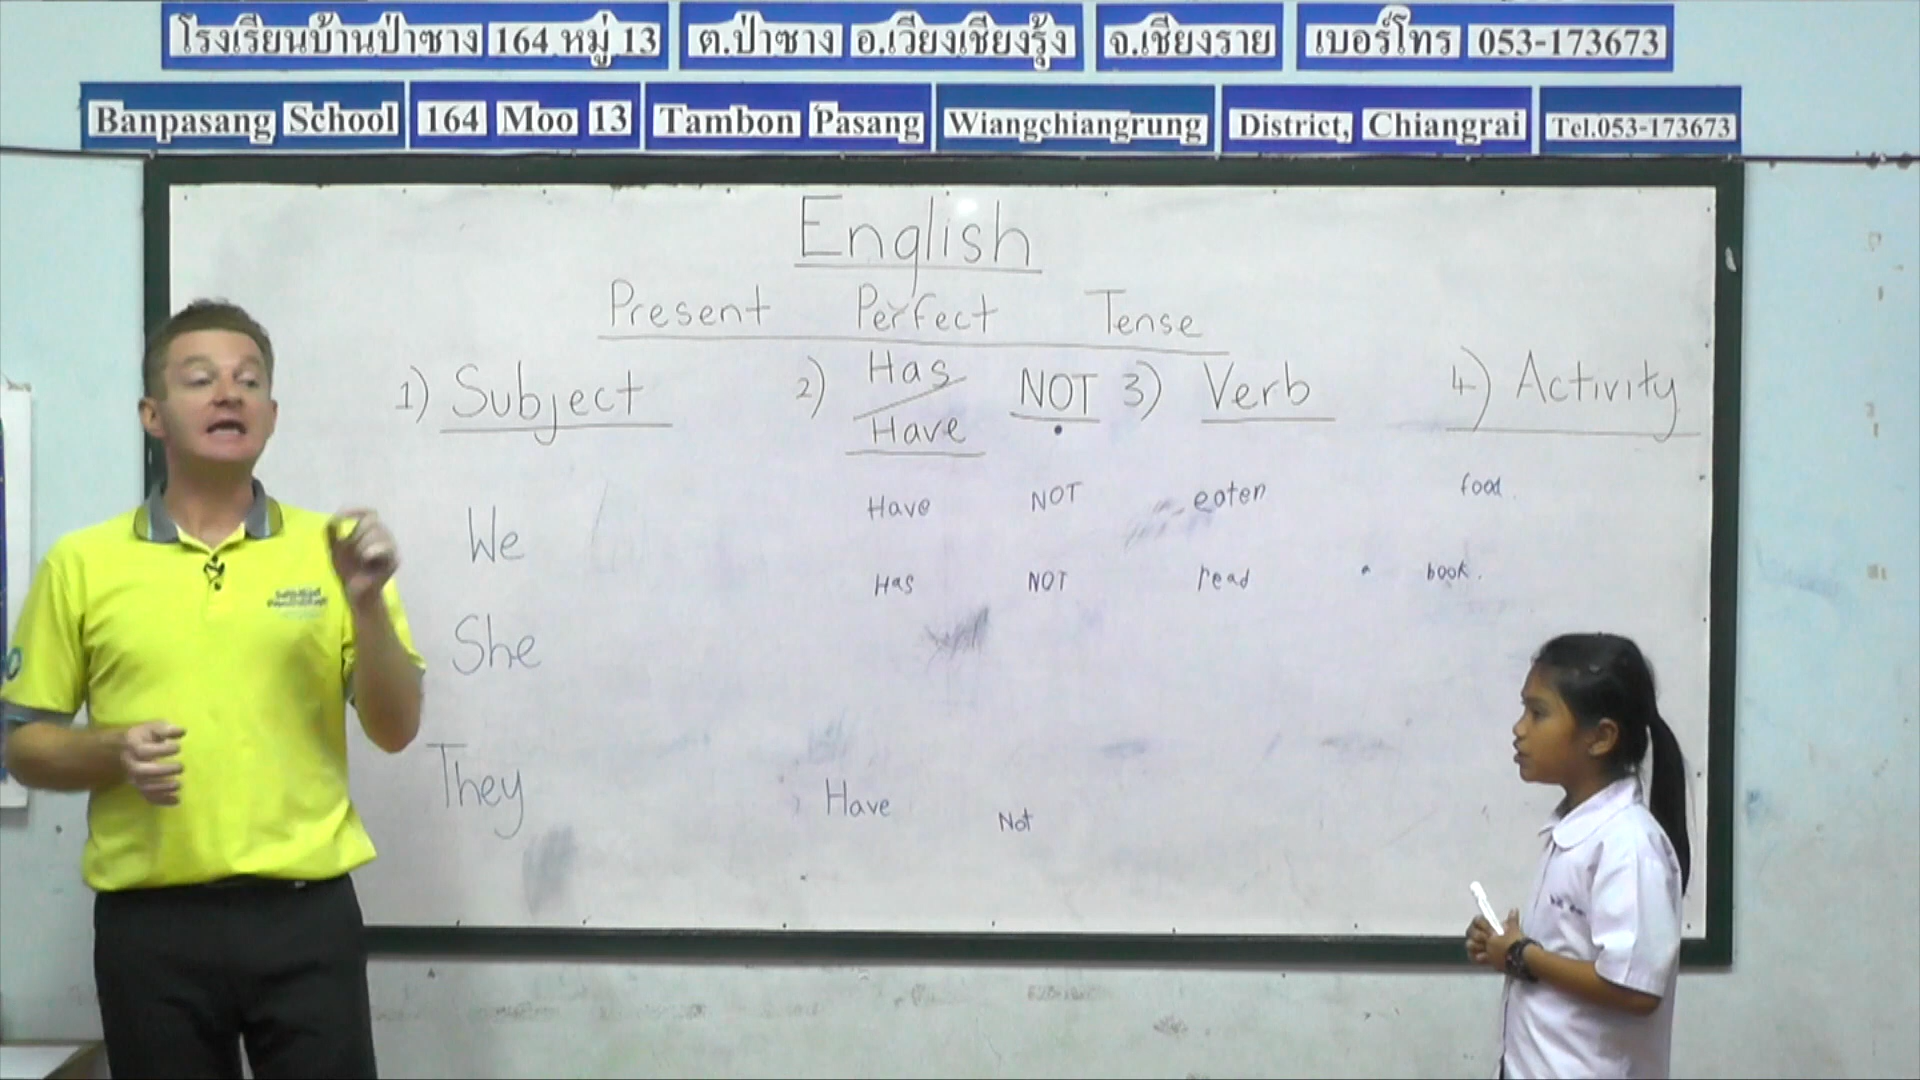 โรงเรียนบ้านป่าซาง 164 หมู่ 13 ต.ป่าซาง อ.เวียงเชียงรุ้ง จ.เชียงราย เบอร์โทร 053-173673
Banpasang School 164 Moo 13 Tambon Pasang Wiangchiangrung District, Chiangrai Tel.053-173673
English
Present Perfect Tense
1) Subject 2) Has/Have NOT 3) Verb 4) Activity
We Have NOT eaten food.
She Has NOT read book.
They Have Not